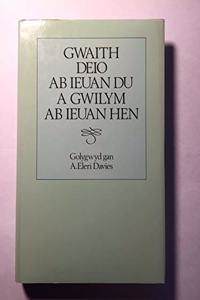 GWAITH
DEIO
AB IEUAN DU
A GWILYM
AB IEUAN HEN
Golygwyd gan
A. Eleri Davies